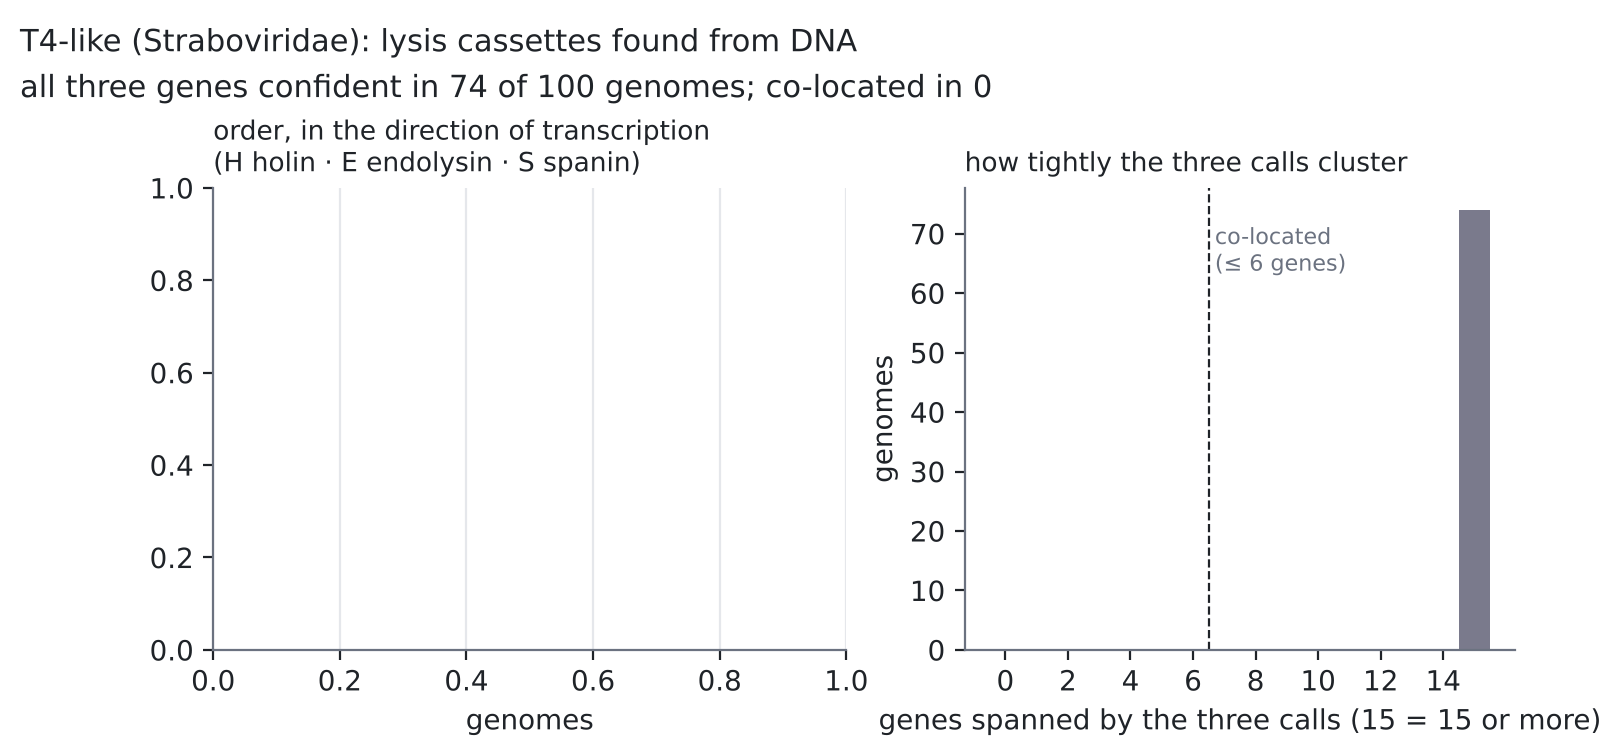 T4-like (Straboviridae): lysis cassettes found from DNA
all three genes confident in 74 of 100 genomes; co-located in 0
order, in the direction of transcription
(H holin · E endolysin · S spanin)
1.0
0.8
0.6
0.4
0.2
0.0
0.0 0.2 0.4 0.6 0.8 1.0
genomes
how tightly the three calls cluster
co-located
(≤ 6 genes)
genomes
70
60
50
40
30
20
10
0
0 2 4 6 8 10 12 14
genes spanned by the three calls (15 = 15 or more)